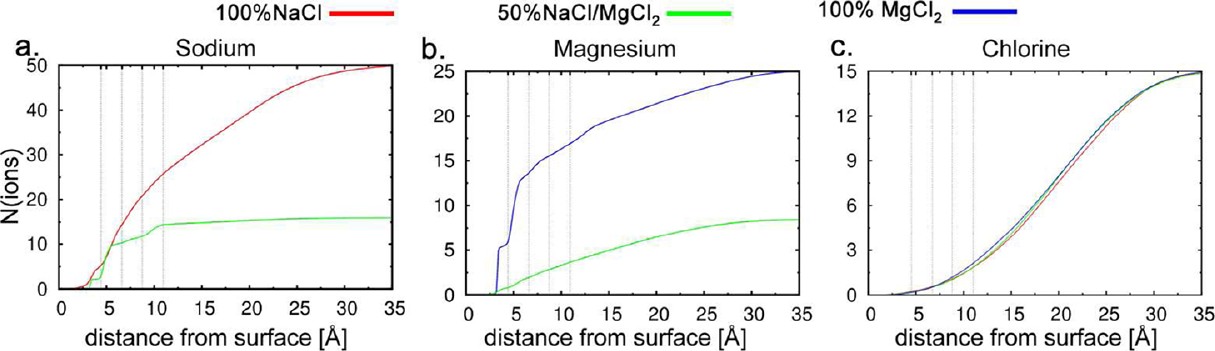 100%NaCl 50%NaCl/MgCl₂ 100% MgCl₂
a. Sodium b. Magnesium c. Chlorine
N(ions)
50
40
30
20
10
0
0 5 10 15 20 25 30 35
distance from surface [Å]
25
20
15
10
5
0
0 5 10 15 20 25 30 35
distance from surface [Å]
15
12
9
6
3
0
0 5 10 15 20 25 30 35
distance from surface [Å]